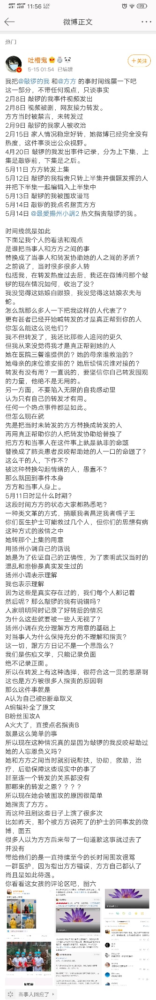 11:56
0.00
KB/s
73
微博正文
热门
吐槽鬼
5-15 01:54 已编辑
+关注
我把@敲锣的我 和@方方 的事时间线屡一下吧
这一部分，不带任何观点，只谈事实
2月8日 敲锣的我事件视频发出
2月8日 视频被删，网友接力转发。
方方当时被禁言，未转发过
2月9日 敲锣的我家人被收治
2月15日 家人情况稳定好转，她微博已经完全没有
热度，这件事淡出公众视野。
4月20日 敲锣的我发出事件记录，分为上下集，上
集是敲锣前，下集是之后。
5月11日 方方转发上集
5月12日 敲锣的我指责只转上半集并借题发挥的人
并把下半集一起编辑入上半集中
5月13日 敲锣的我被围攻谩骂
5月14日 敲锣的我点名指责方方
5月14日 @最愛揚州小調2 热文指责敲锣的我。
时间线就是如此
下面是我个人的看法和观点
是谁把当事人和方方之间的事
替换成了当事人和转发协助她的人之间的矛盾？
之前说了，当时很多很多人转
包括我，在转发热度过去后，我还在微博问那个敲
锣的现在情况如何，收治了没？
我没觉得这姑娘白眼狼，我没觉得这姑娘农夫与
蛇。
怎么就那么多人一下把我这样的人代表了？
更有甚者已经开始喊转发的才是真正帮到你的人
你怎么能这么说他们？
我不但转发了，我还比那些人追问的更久
但我从来没觉得我才是真正帮到她的人
她在医院三餐谁提供的？她的母亲谁救治的？
她母亲的床位谁安排的？她后续情况谁对接的？
转发有没有用？一直说的，要坚信你自己转发围观
的力量，他绝不是无用的。
另一方面，不要陷入无限的自我感动里
认为只有自己的转发才有用。
任何一个热点事件都是如此。
但怎么现在就
先是把当时未转发的方方替换成转发的人
再用真正帮助你的人把转发协助给替换了
把方方和当事人在这件事上孰是孰非的命题
替换成了肺炎患者反咬帮助她的人一口的命题了？
这么干的人，下作不？
被这种替换勾起情绪的人，愚蠢不？
那么就回到事件本身
方方和当事人身上。
5月11日时是什么时期？
这段时间方方的状态大家都熟悉吧？
一种类文革的方式，搞顺我者昌逆我者帽子王
你们医生护士可能救过几个人，但你们的思想有病
这种方式的激情之中
她转那个上集的用意
用扬州小调自己的话说
她是为了佐证自己的正确性，为了表明武汉当时的
混乱和悲惨是真实发生过的
扬州小调表示理解
我也表示理解
因为这些是真实存在过的，我们每个人都记着
然后呢？那么敲锣的我有说错吗？
人家明明同时记录了好转后的情况
为什么这些就要被一些人无视了？
扬州小调在充分理解方方用意的基础上
对当事人为什么保持充分的不理解和指责？
这一切，跟方方日记不是一个思路么？
我们是伤痕文学，只能记录负面
绝不记录正面。
所以在转发上有这种选择，很符合这一贯的思路啊
这也是方方被很多人指责的原因啊
那么这件事就是
A认为自己被B断章取义
A编辑补全了原文
B粉丝围攻A
A火大了，直接点名指责B
就是这么简单的事
所以现在这种情况真的是因为敲锣的我反咬帮助过
她的人忘恩负义吗？
她和方方之间当时就别说帮扶，协助，救助，治
疗，后勤保障这些现实中的事了
甚至连一个转发的关系都没有
那哪来的转发之恩？？？？
所以现在她会被围攻的原因很简单
她指责了方方。
而这种丑剧这些日子上演了很多次
比如昨天，那个被方方说死了的护士的同事发的微
博，图五
很多人以为方方后来带了一句道歉这事就过去了
并没有
带给他们的是一直持续至今的长时间围攻谩骂
一群医护，因为指出方方错误，方方自己都认了
尚且是如此待遇。
你看看这女孩的评论区吧，图六
当事人回应了